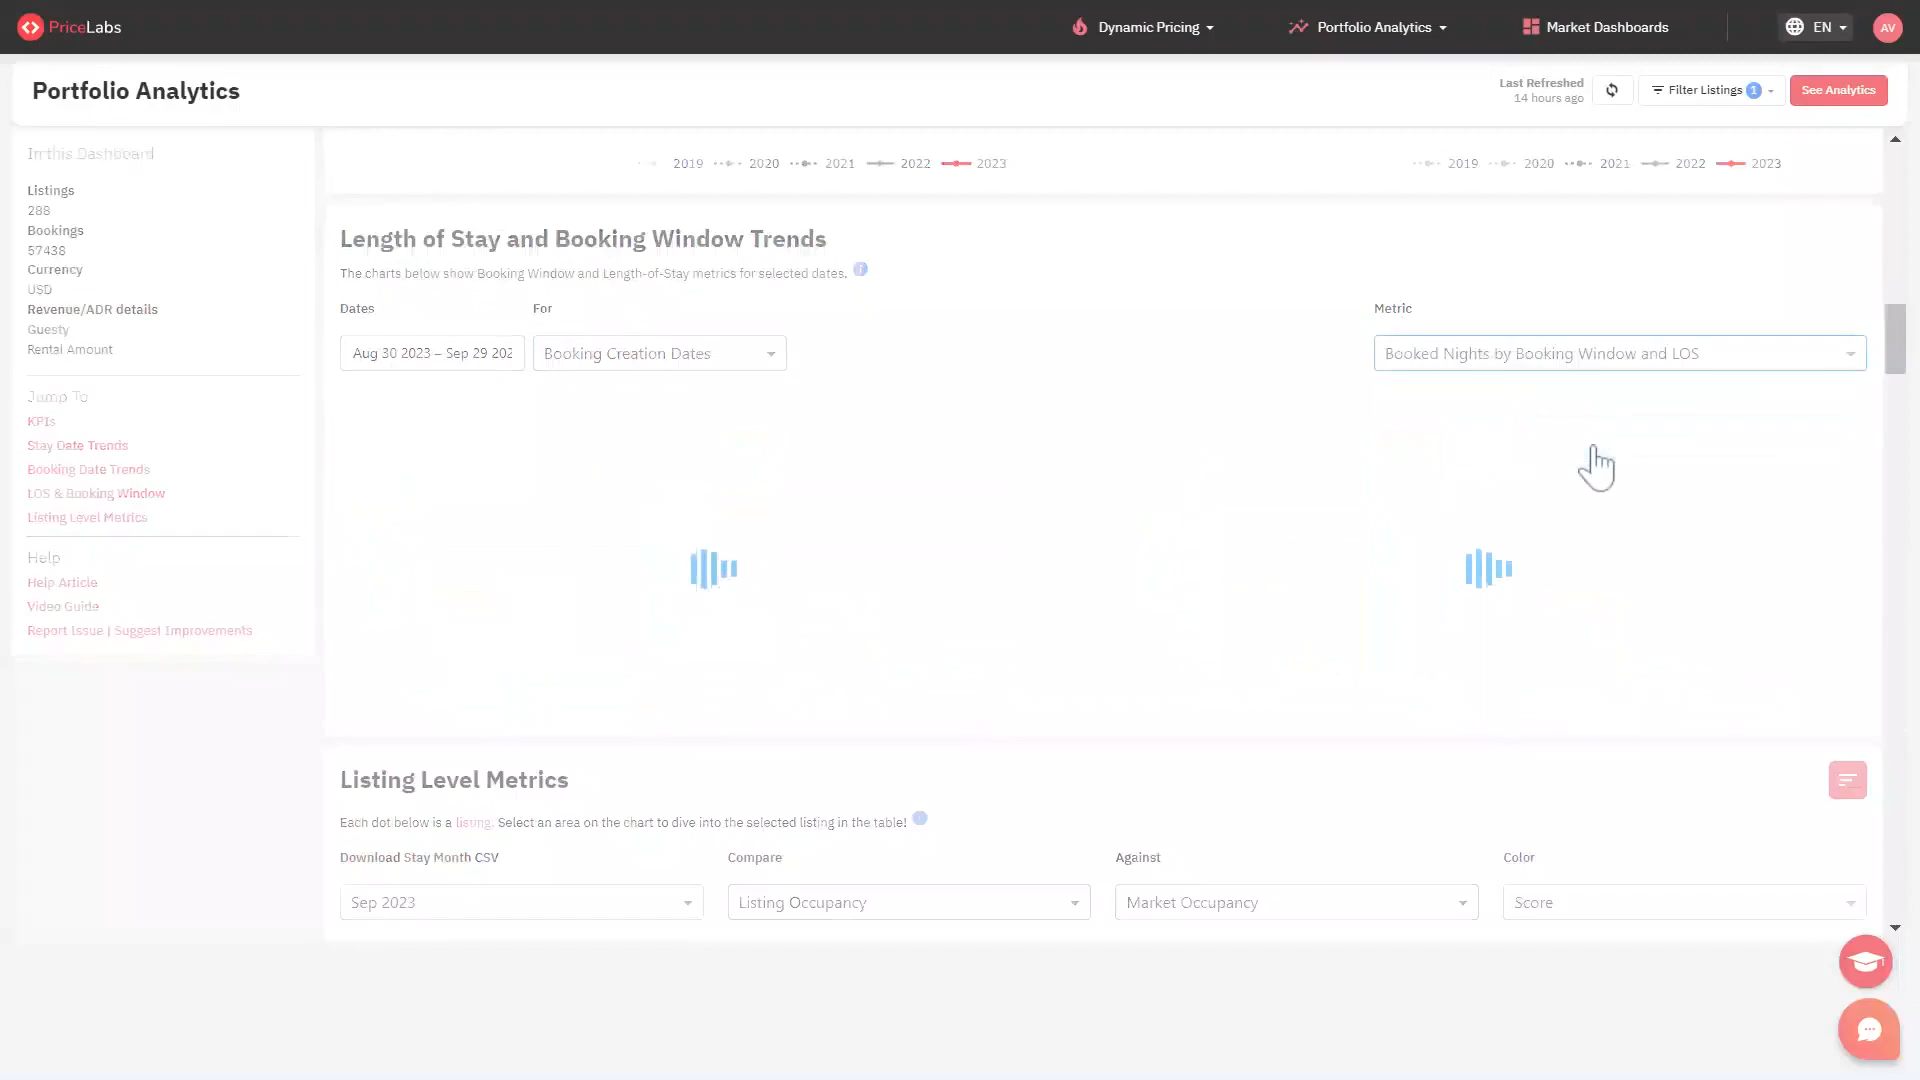 PriceLabs
Dynamic Pricing
Portfolio Analytics
Market Dashboards
EN
AV
Portfolio Analytics
Last Refreshed
14 hours ago
Filter Listings 1
See Analytics
In this Dashboard
Listings
288
Bookings
57438
Currency
USD
Revenue/ADR details
Guesty
Rental Amount
Jump To
KPIs
Stay Date Trends
Booking Date Trends
LOS & Booking Window
Listing Level Metrics
Help
Help Article
Video Guide
Report Issue | Suggest Improvements
2019 2020 2021 2022 2023
2019 2020 2021 2022 2023
Length of Stay and Booking Window Trends
The charts below show Booking Window and Length-of-Stay metrics for selected dates. i
Dates
For
Metric
Aug 30 2023 – Sep 29 202
Booking Creation Dates
Booked Nights by Booking Window and LOS
Listing Level Metrics
Each dot below is a listing. Select an area on the chart to dive into the selected listing in the table!
Download Stay Month CSV
Compare
Against
Color
Sep 2023
Listing Occupancy
Market Occupancy
Score